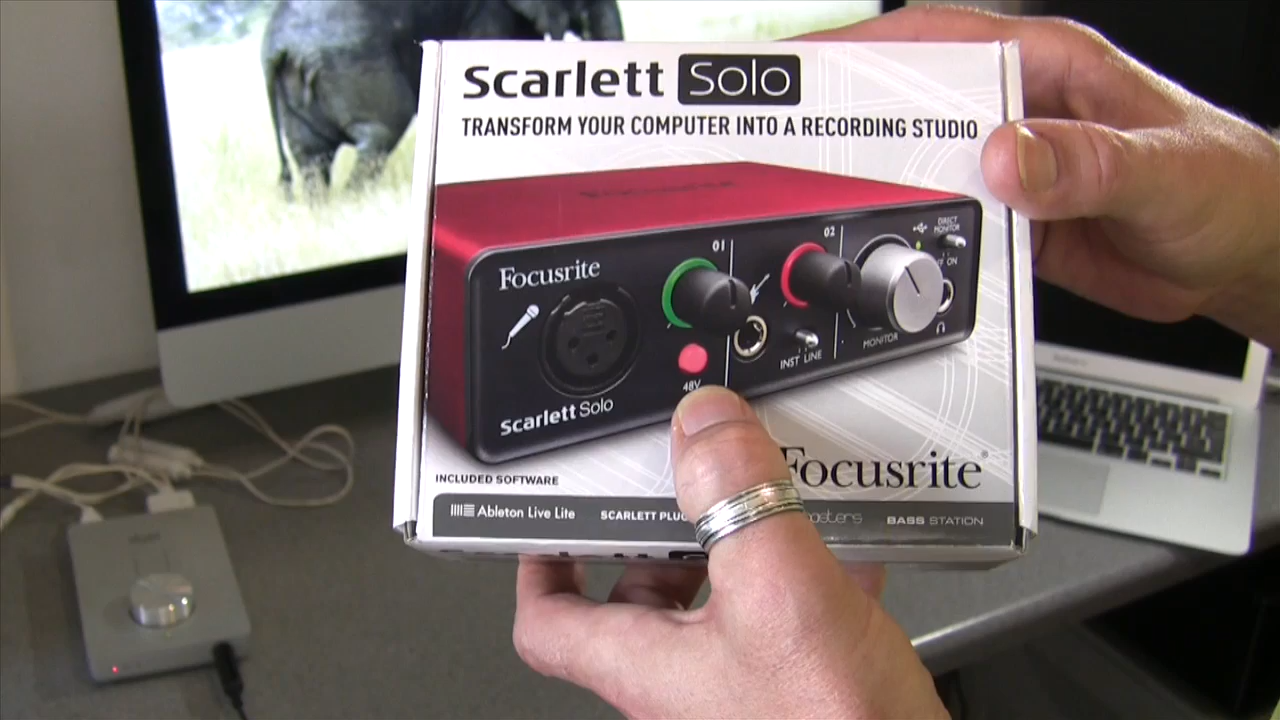 Scarlett Solo
TRANSFORM YOUR COMPUTER INTO A RECORDING STUDIO
Focusrite
01
02
DIRECT MONITOR
ON
48V
INST LINE
MONITOR
Scarlett Solo
Focusrite
INCLUDED SOFTWARE
Ableton Live Lite SCARLETT BASS STATION